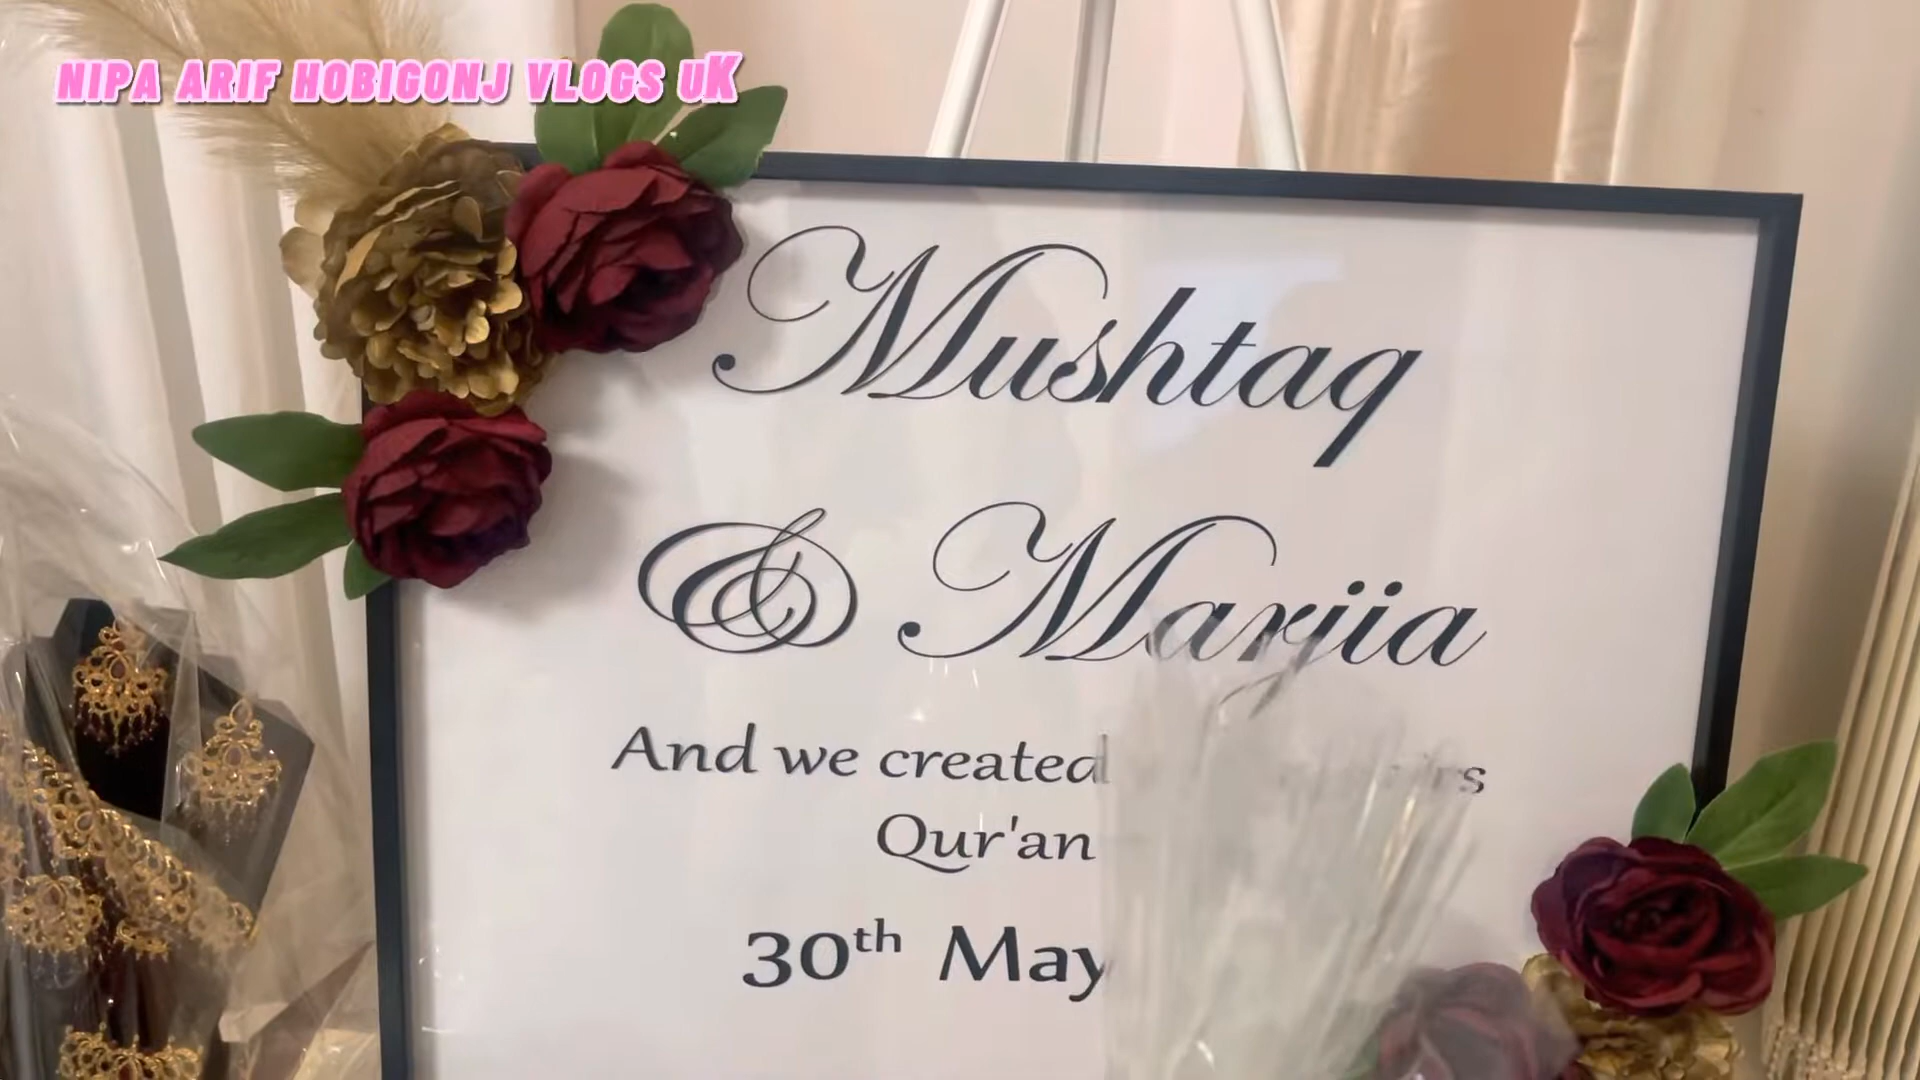 NIPA ARIF HOBIGONJ VLOGS UK
Mushtaq
& Marjia
And we created
Qur'an
30th May